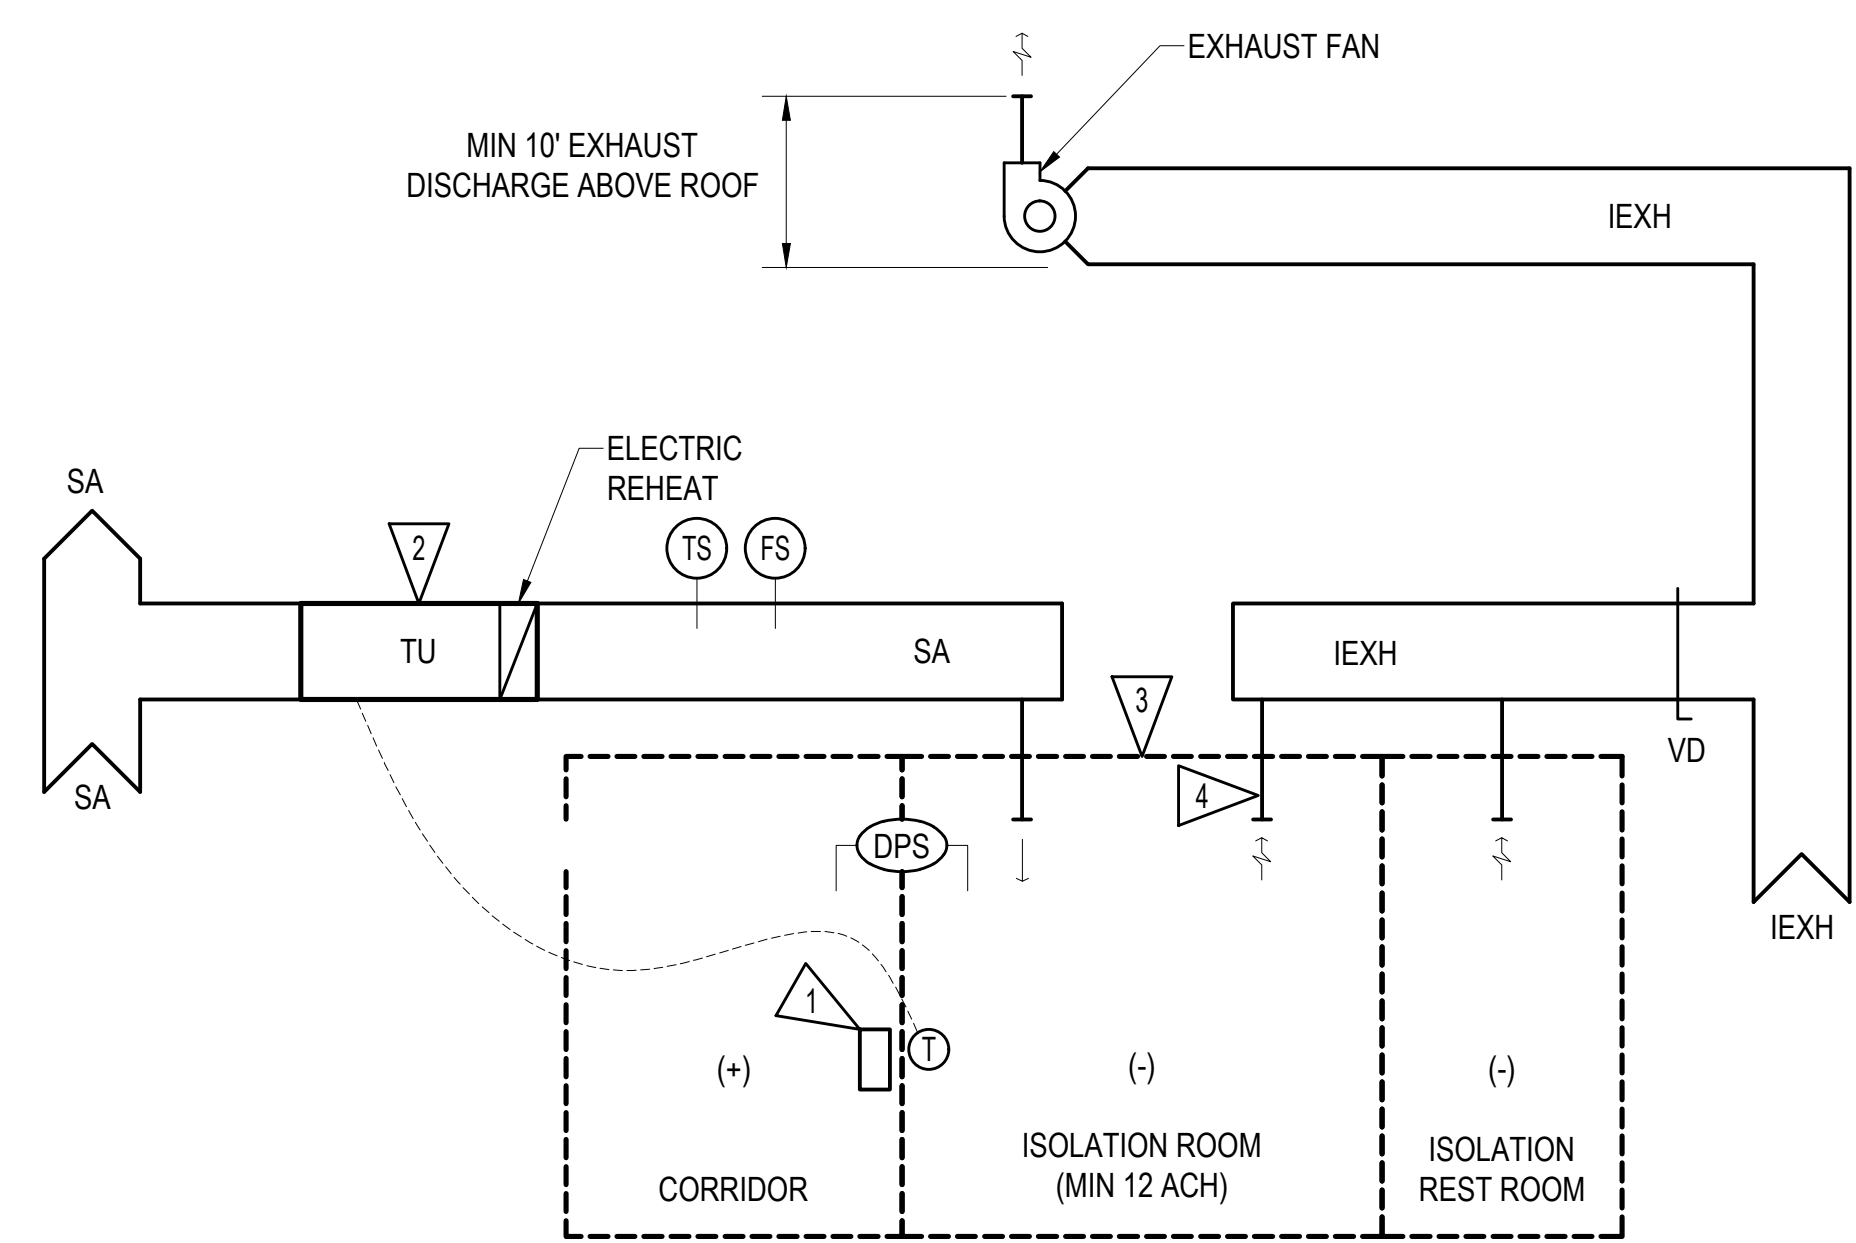 EXHAUST FAN
MIN 10' EXHAUST
DISCHARGE ABOVE ROOF
IEXH
ELECTRIC
REHEAT
SA
2
TS
FS
TU
SA
IEXH
3
VD
SA
4
DPS
IEXH
1
T
(+)
(-)
(-)
ISOLATION ROOM
(MIN 12 ACH)
CORRIDOR
ISOLATION
REST ROOM